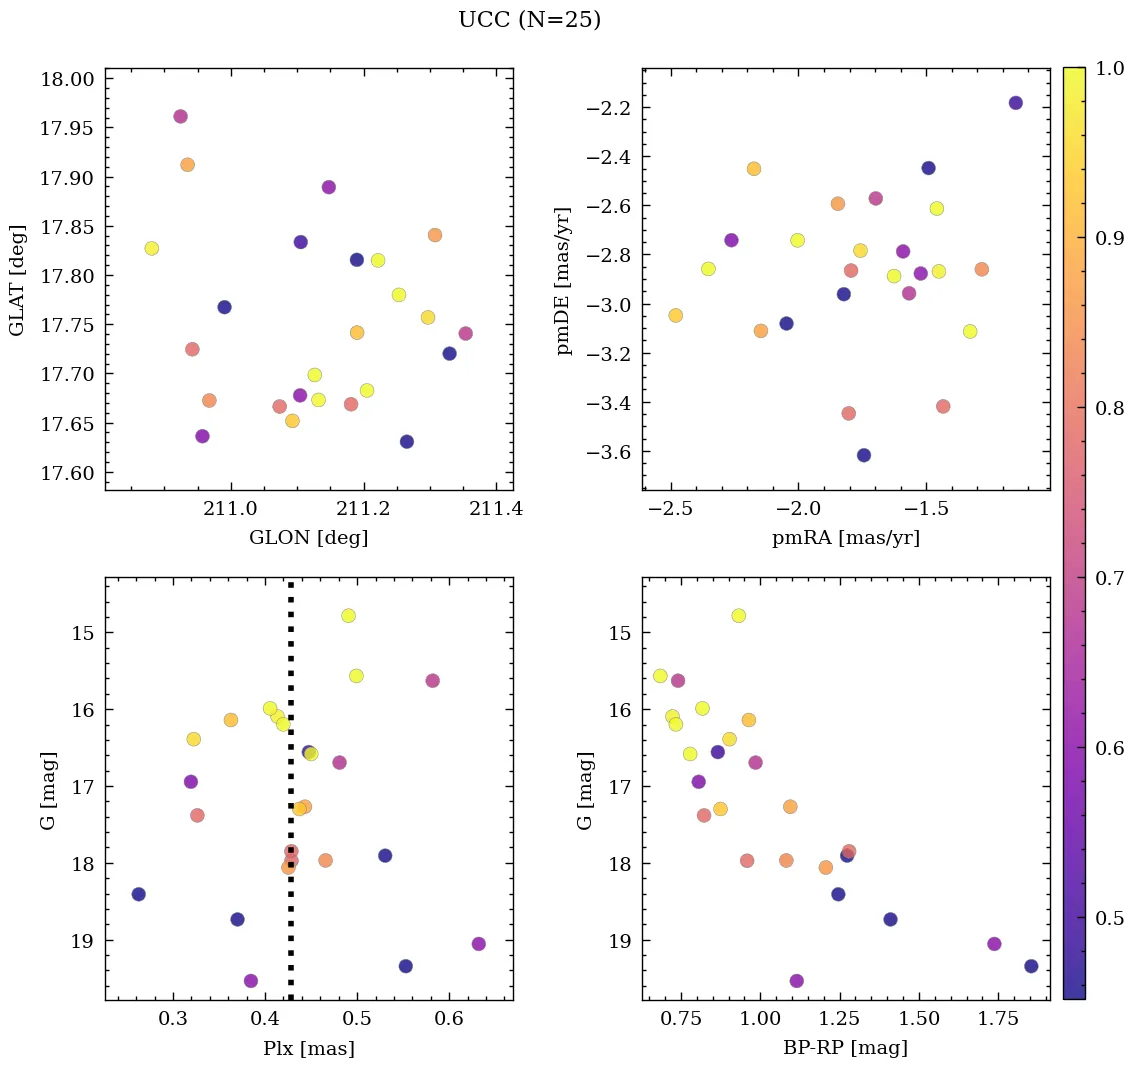 UCC (N=25)
18.00
17.95
17.90
17.85
17.80
17.75
17.70
17.65
17.60
GLAT [deg]
211.0 211.2 211.4
GLON [deg]
−2.2
−2.4
−2.6
−2.8
−3.0
−3.2
−3.4
−3.6
pmDE [mas/yr]
−2.5 −2.0 −1.5
pmRA [mas/yr]
15
16
17
18
19
G [mag]
0.3 0.4 0.5 0.6
Plx [mas]
15
16
17
18
19
G [mag]
0.75 1.00 1.25 1.50 1.75
BP-RP [mag]
1.0
0.9
0.8
0.7
0.6
0.5